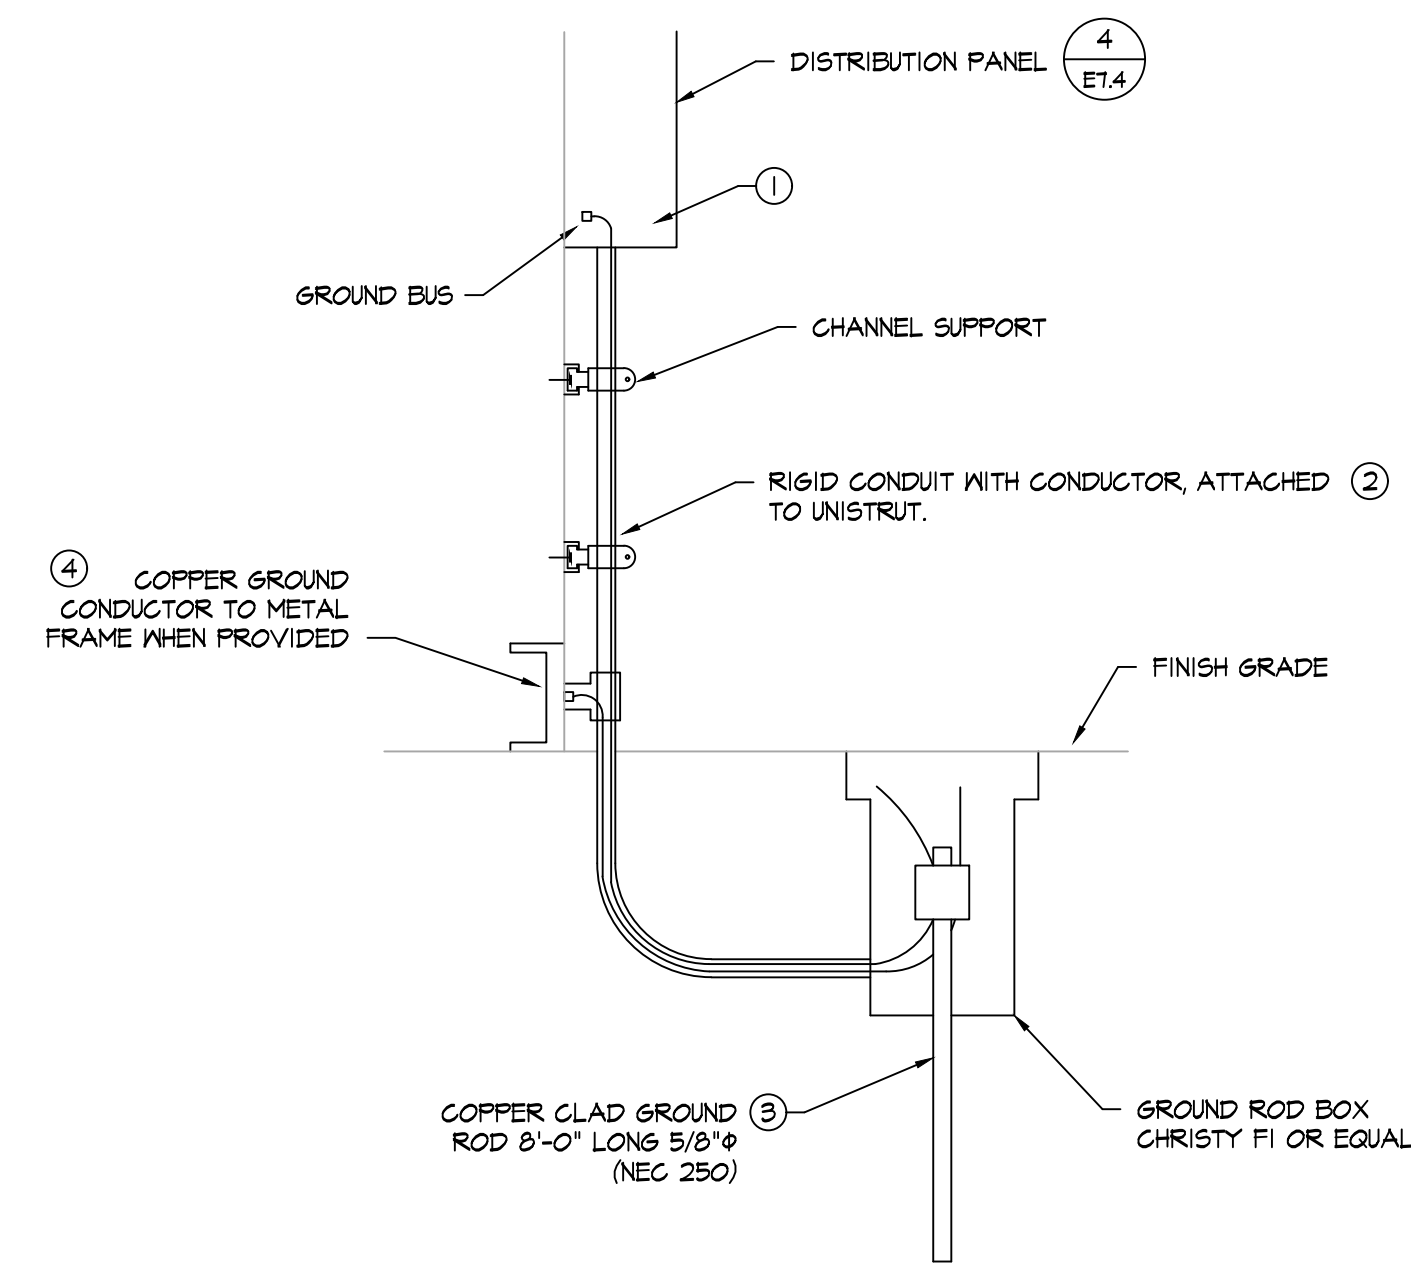 DISTRIBUTION PANEL
4
E7.4
1
GROUND BUS
CHANNEL SUPPORT
RIGID CONDUIT WITH CONDUCTOR, ATTACHED
TO UNISTRUT.
2
4
COPPER GROUND
CONDUCTOR TO METAL
FRAME WHEN PROVIDED
FINISH GRADE
COPPER CLAD GROUND
ROD 8'-0" LONG 5/8"Φ
(NEC 250)
3
GROUND ROD BOX
CHRISTY F1 OR EQUAL